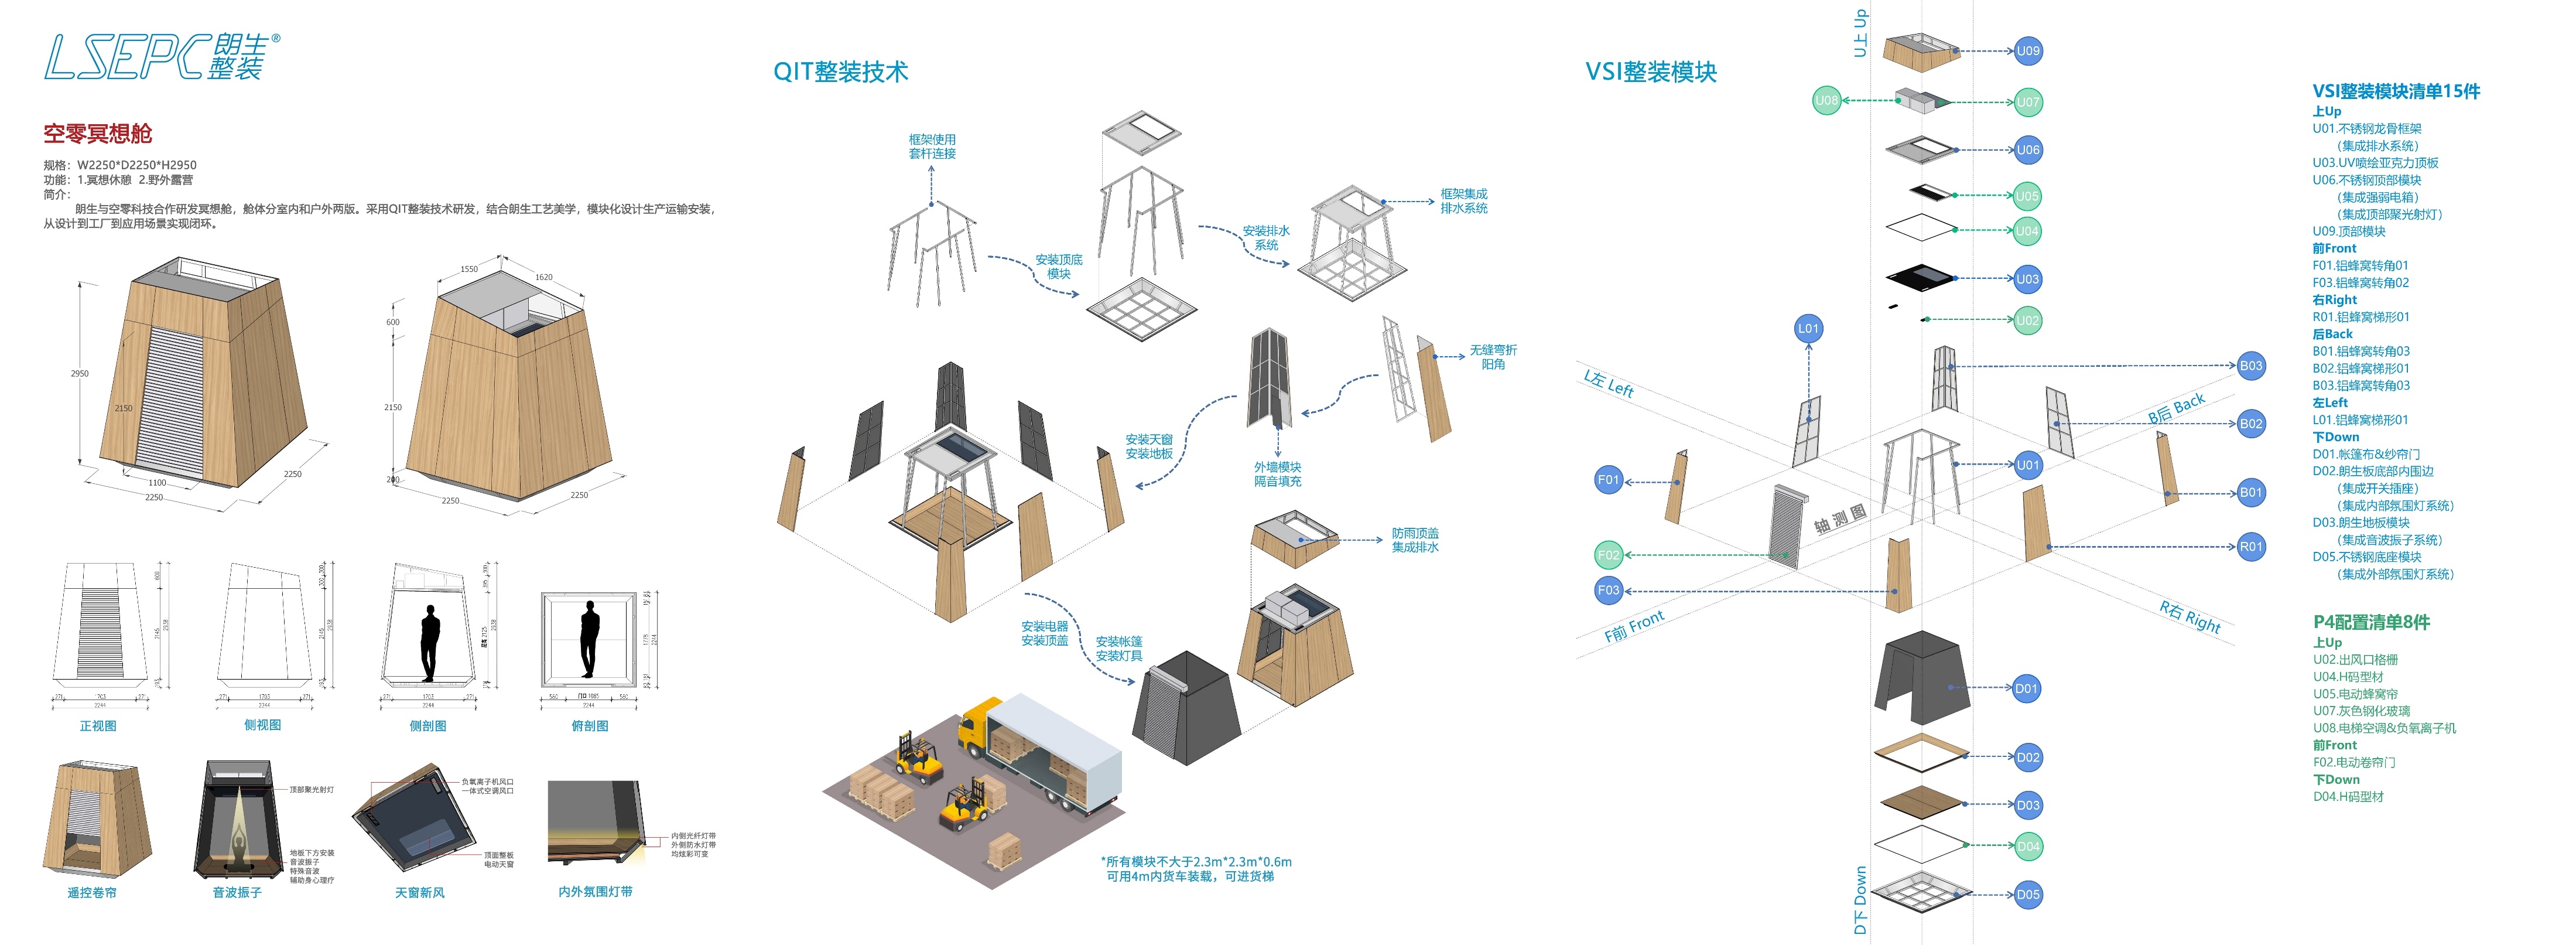 LSEPC 朗生整装®
空零冥想舱
规格：W2250*D2250*H2950
功能：1.冥想休憩 2.野外露营
简介：
朗生与空零科技合作研发冥想舱，舱体分室内和户外两版。采用QIT整装技术研发，结合朗生工艺美学，模块化设计生产运输安装，
从设计到工厂到应用场景实现闭环。
2950
2150
1100
2250
2250
1550
1620
600
2150
200
2250
2250
正视图
侧视图
侧剖图
俯剖图
271
1703
271
2244
271
1703
271
2244
271
1703
271
2244
560
门口 1085
560
2244
顶部聚光射灯
地板下方安装
音波振子
特殊音波
辅助身心理疗
负氧离子机风口
一体式空调风口
顶面整板
电动天窗
内侧光纤灯带
外侧防水灯带
均炫彩可变
遥控卷帘
音波振子
天窗新风
内外氛围灯带
QIT整装技术
框架使用
套杆连接
安装顶底
模块
安装排水
系统
框架集成
排水系统
无缝弯折
阳角
外墙模块
隔音填充
安装天窗
安装地板
防雨顶盖
集成排水
安装电器
安装顶盖
安装帐篷
安装灯具
*所有模块不大于2.3m*2.3m*0.6m
可用4m内货车装载，可进货梯
VSI整装模块
U上 Up
U09
U08
U07
U06
U05
U04
U03
U02
L01
B03
L左 Left
B后 Back
B02
F01
U01
B01
轴测图
F02
R01
F03
F前 Front
R右 Right
D01
D02
D03
D04
D05
D下 Down
VSI整装模块清单15件
上Up
U01.不锈钢龙骨框架
（集成排水系统）
U03.UV喷绘亚克力顶板
U06.不锈钢顶部模块
（集成强弱电箱）
（集成顶部聚光射灯）
U09.顶部模块
前Front
F01.铝蜂窝转角01
F03.铝蜂窝转角02
右Right
R01.铝蜂窝梯形01
后Back
B01.铝蜂窝转角03
B02.铝蜂窝梯形01
B03.铝蜂窝转角03
左Left
L01.铝蜂窝梯形01
下Down
D01.帐篷布&纱帘门
D02.朗生板底部内围边
（集成开关插座）
（集成内部氛围灯系统）
D03.朗生地板模块
（集成音波振子系统）
D05.不锈钢底座模块
（集成外部氛围灯系统）
P4配置清单8件
上Up
U02.出风口格栅
U04.H码型材
U05.电动蜂窝帘
U07.灰色钢化玻璃
U08.电梯空调&负氧离子机
前Front
F02.电动卷帘门
下Down
D04.H码型材